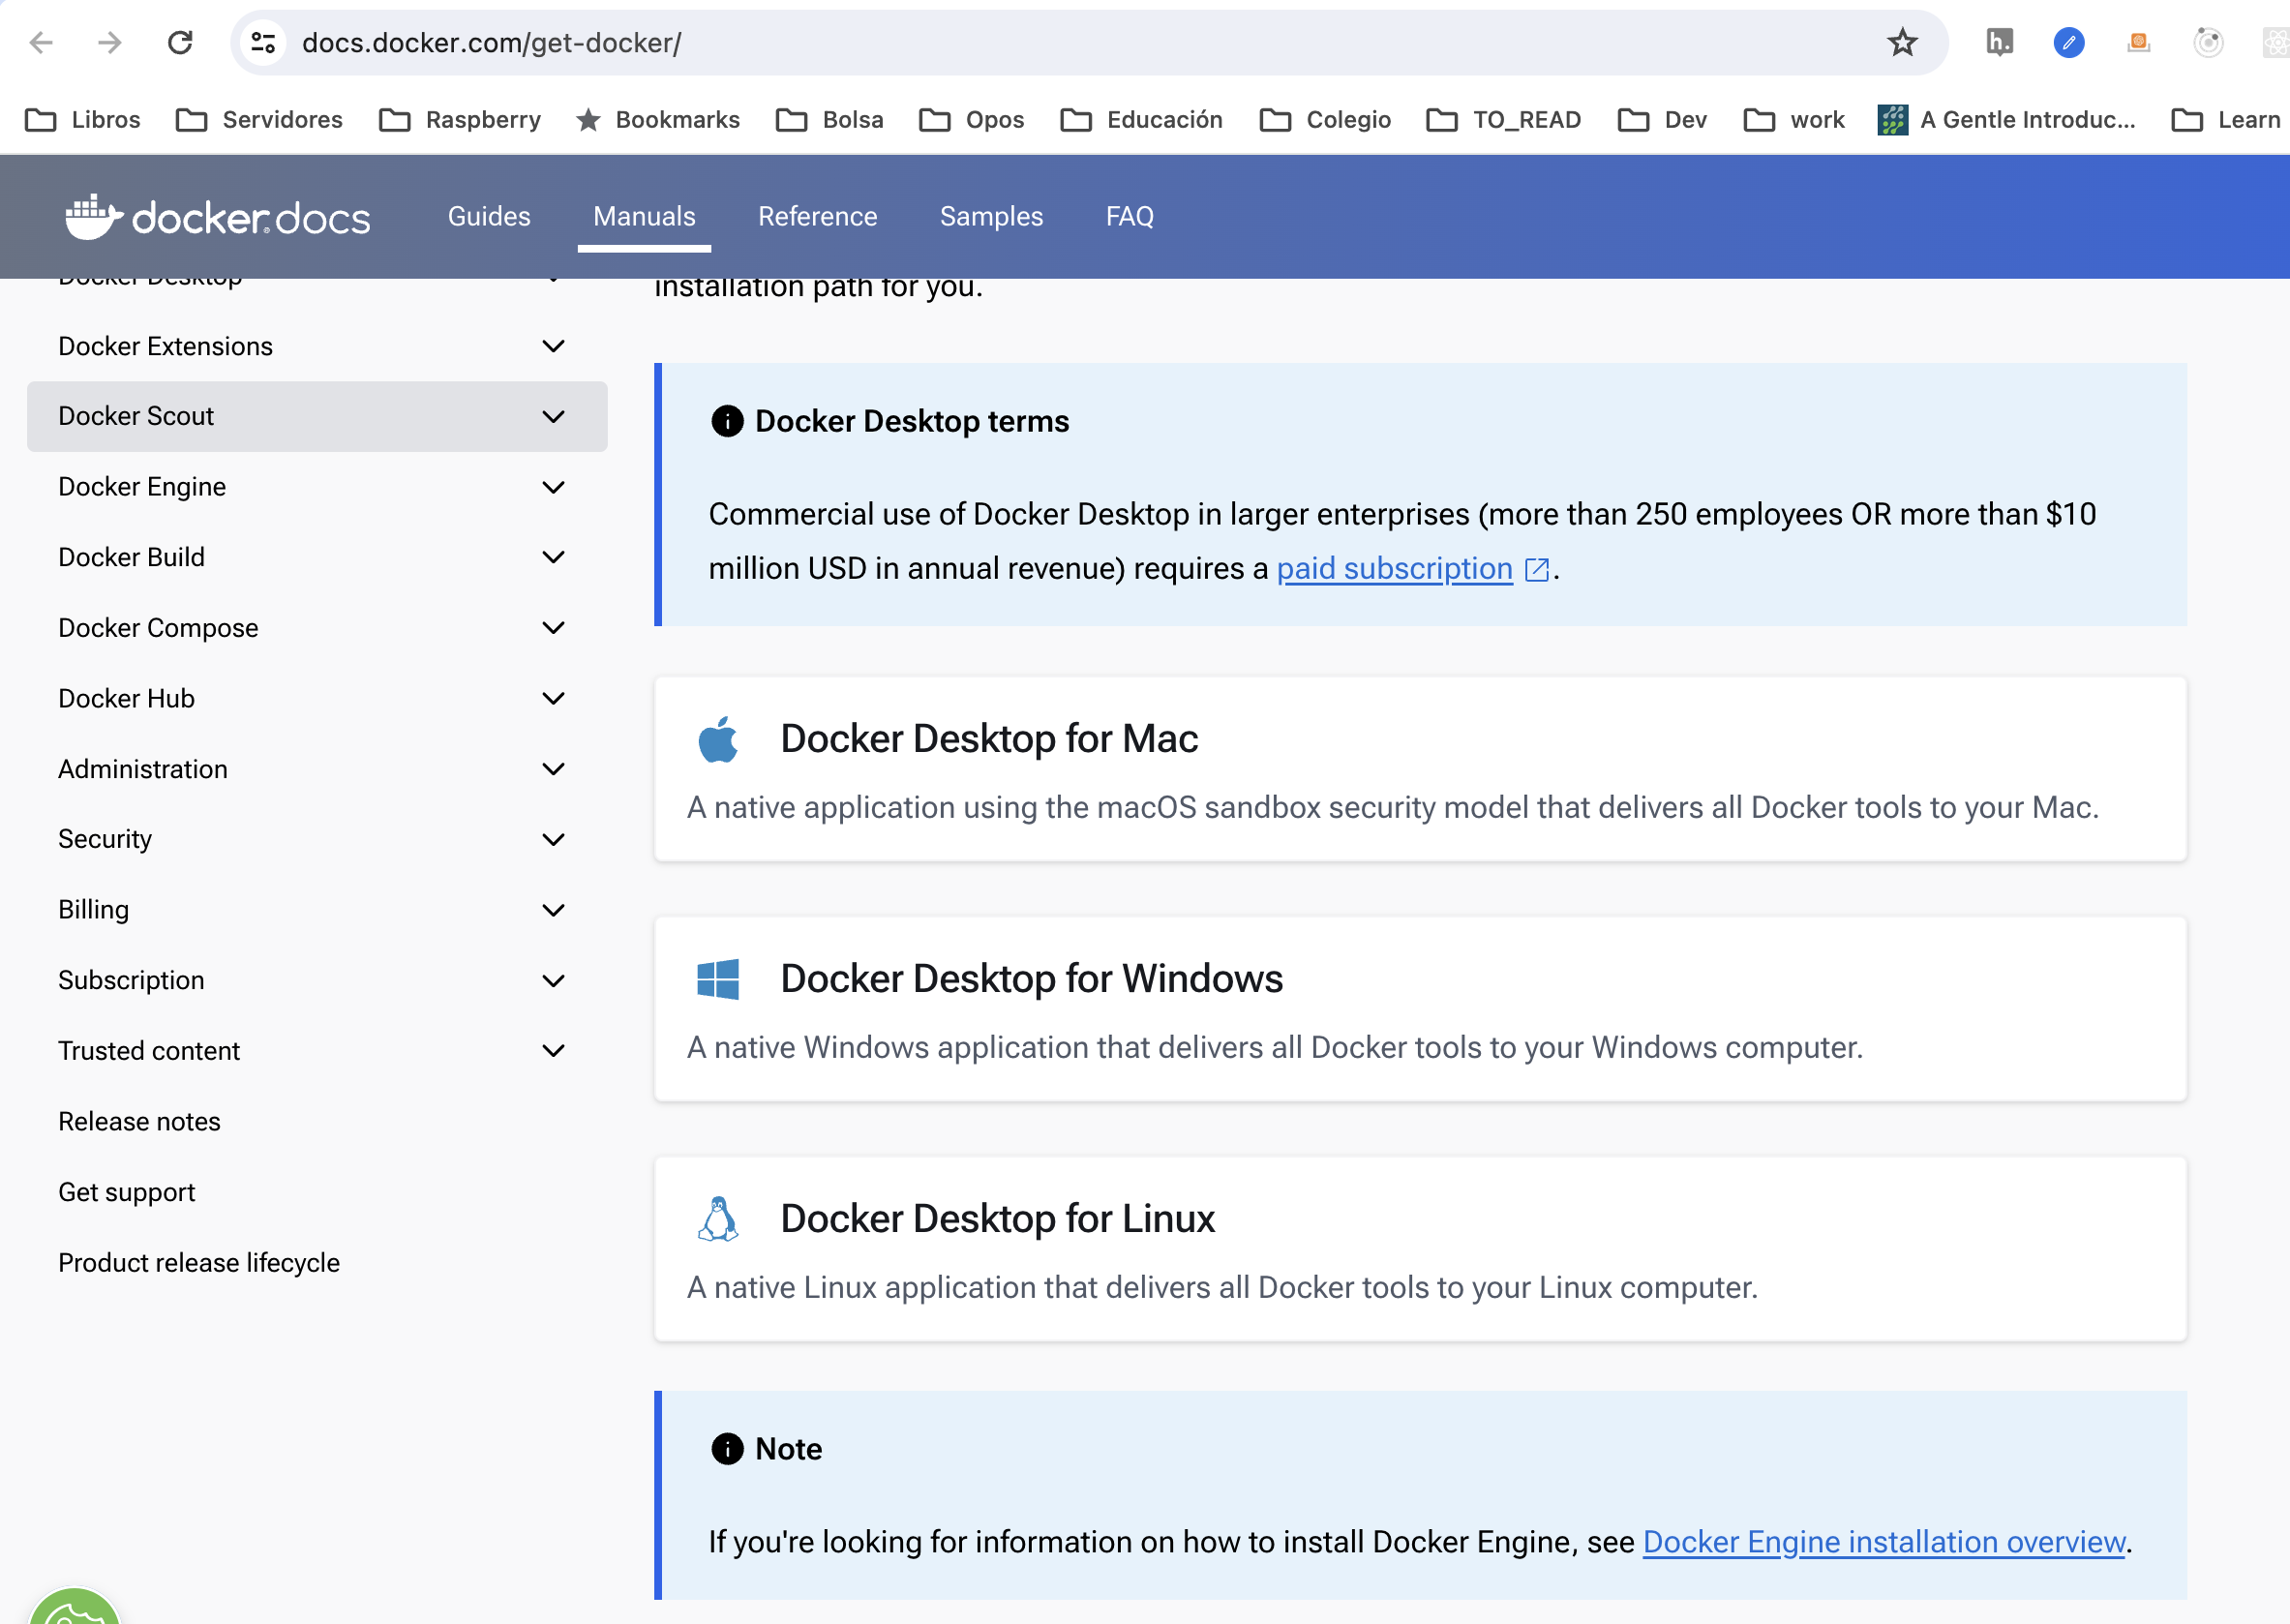 docs.docker.com/get-docker/
h.
Libros
Servidores
Raspberry
Bookmarks
Bolsa
Opos
Educación
Colegio
TO_READ
Dev
work
A Gentle Introduc...
Learn
docker docs
Guides
Manuals
Reference
Samples
FAQ
Docker Desktop
Docker Extensions
Docker Scout
Docker Engine
Docker Build
Docker Compose
Docker Hub
Administration
Security
Billing
Subscription
Trusted content
Release notes
Get support
Product release lifecycle
installation path for you.
Docker Desktop terms
Commercial use of Docker Desktop in larger enterprises (more than 250 employees OR more than $10
million USD in annual revenue) requires a paid subscription.
Docker Desktop for Mac
A native application using the macOS sandbox security model that delivers all Docker tools to your Mac.
Docker Desktop for Windows
A native Windows application that delivers all Docker tools to your Windows computer.
Docker Desktop for Linux
A native Linux application that delivers all Docker tools to your Linux computer.
Note
If you're looking for information on how to install Docker Engine, see Docker Engine installation overview.